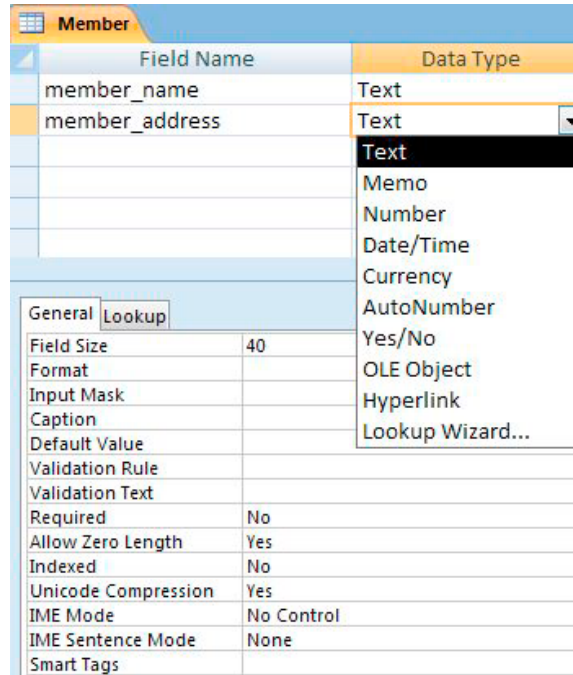 Member
Field Name Data Type
member_name Text
member_address Text
Text
Memo
Number
Date/Time
Currency
AutoNumber
Yes/No
OLE Object
Hyperlink
Lookup Wizard...
General Lookup
Field Size 40
Format
Input Mask
Caption
Default Value
Validation Rule
Validation Text
Required No
Allow Zero Length Yes
Indexed No
Unicode Compression Yes
IME Mode No Control
IME Sentence Mode None
Smart Tags